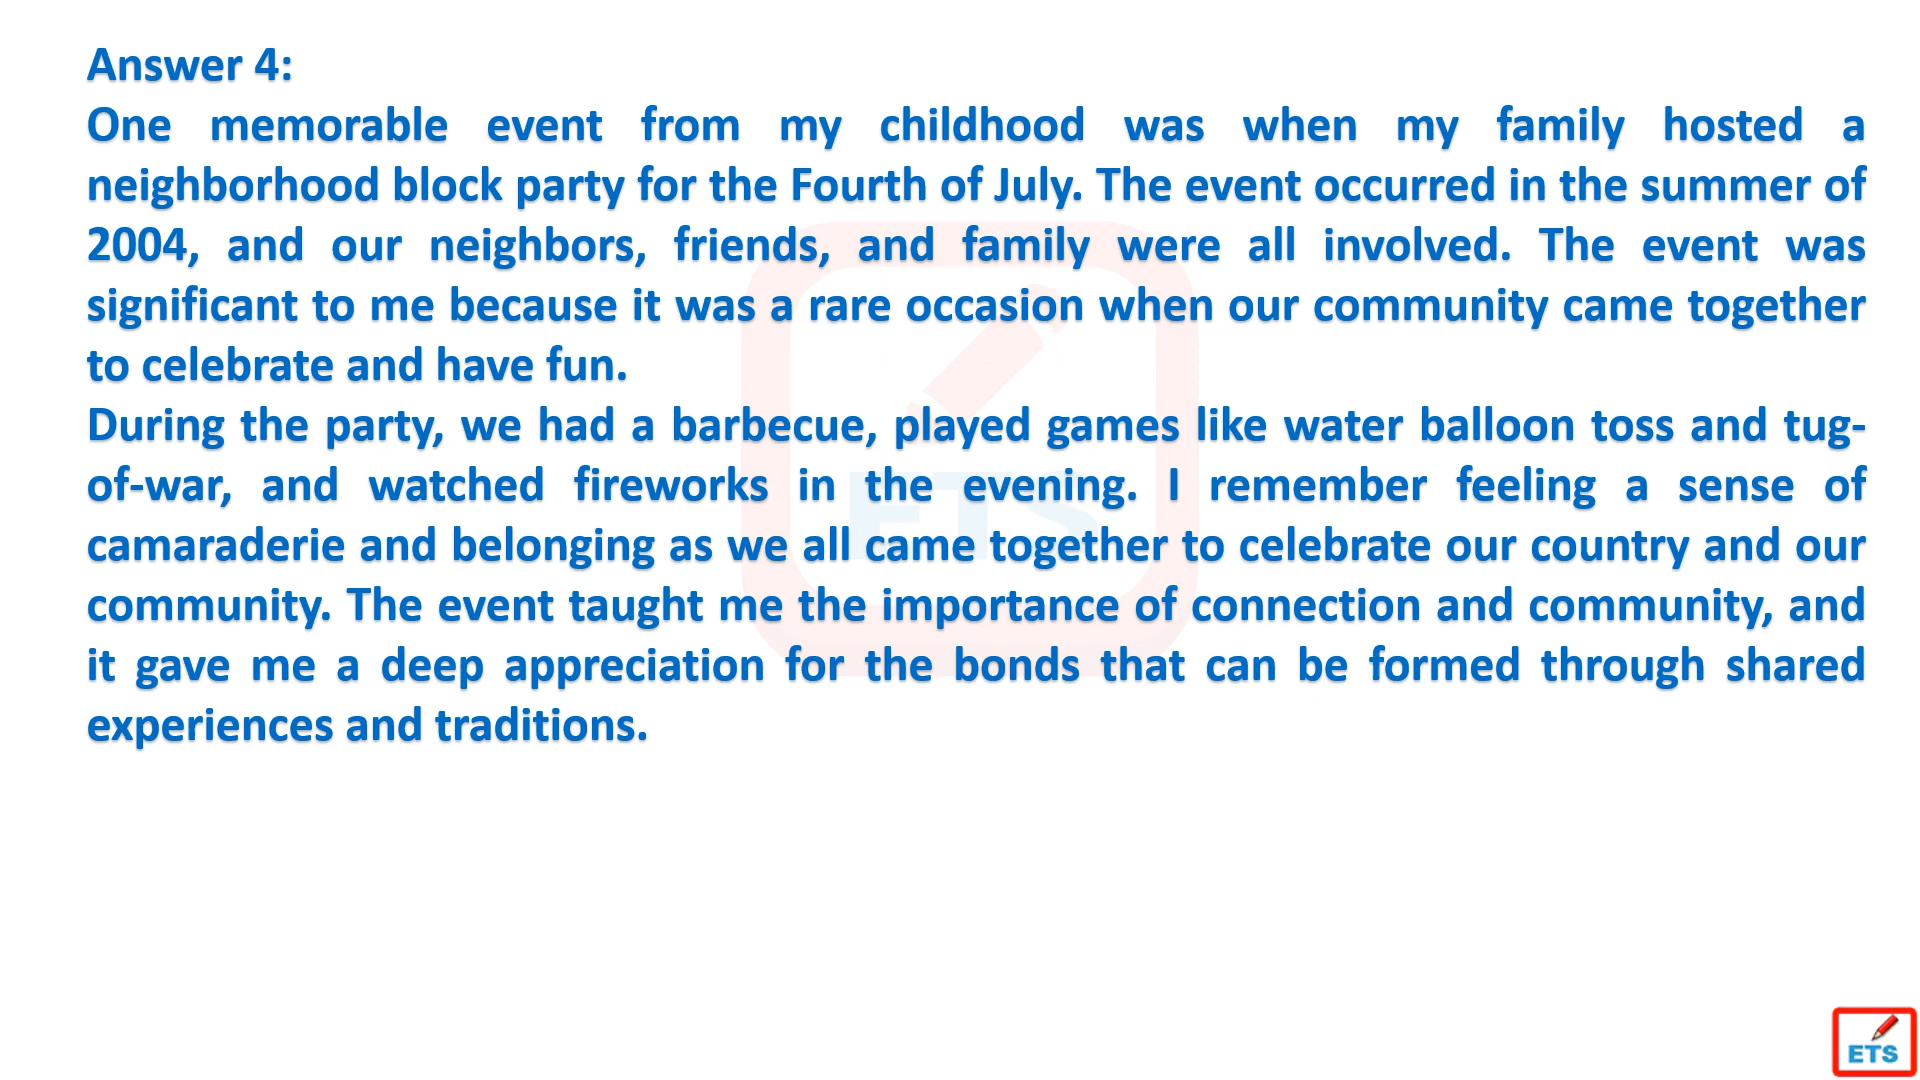 Answer 4:
One memorable event from my childhood was when my family hosted a
neighborhood block party for the Fourth of July. The event occurred in the summer of
2004, and our neighbors, friends, and family were all involved. The event was
significant to me because it was a rare occasion when our community came together
to celebrate and have fun.
During the party, we had a barbecue, played games like water balloon toss and tug-
of-war, and watched fireworks in the evening. I remember feeling a sense of
camaraderie and belonging as we all came together to celebrate our country and our
community. The event taught me the importance of connection and community, and
it gave me a deep appreciation for the bonds that can be formed through shared
experiences and traditions.
ETS
ETS